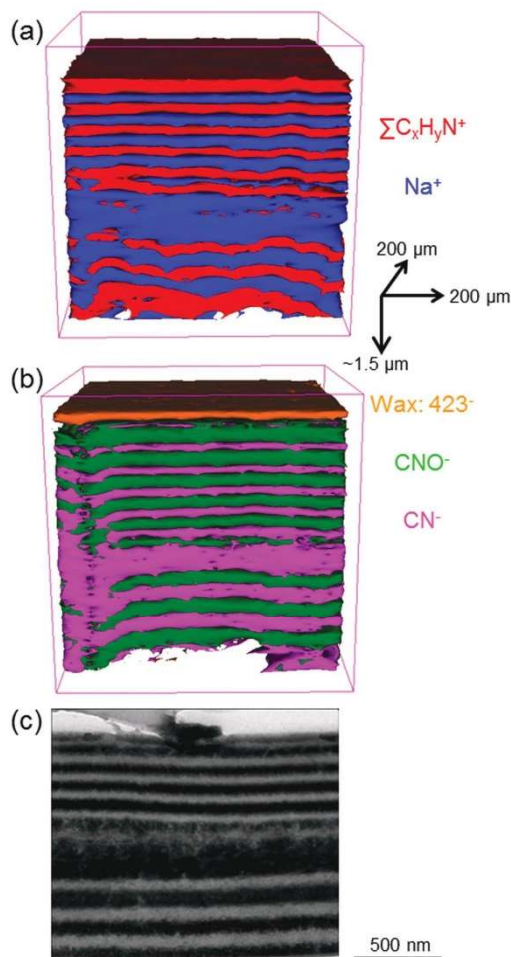 (a)
∑CxHyN⁺
Na⁺
200 µm
200 µm
~1.5 µm
(b)
Wax: 423⁻
CNO⁻
CN⁻
(c)
500 nm